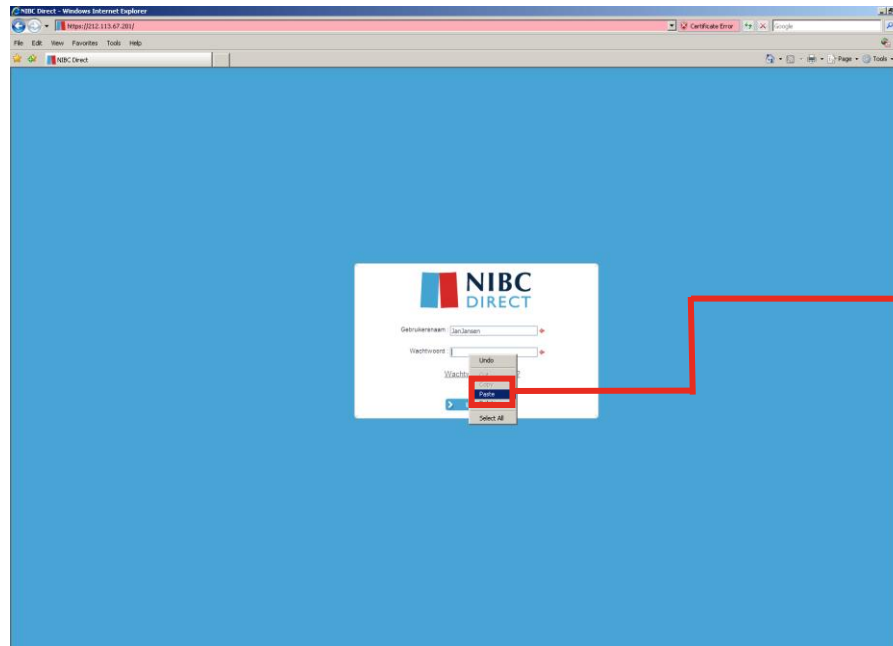 NIBC Direct - Windows Internet Explorer
https://212.113.67.201/
Certificate Error
Google
File Edit View Favorites Tools Help
NIBC Direct
Page Tools
NIBC
DIRECT
Gebruikersnaam JanJansen
Wachtwoord
Undo
Paste
Select All